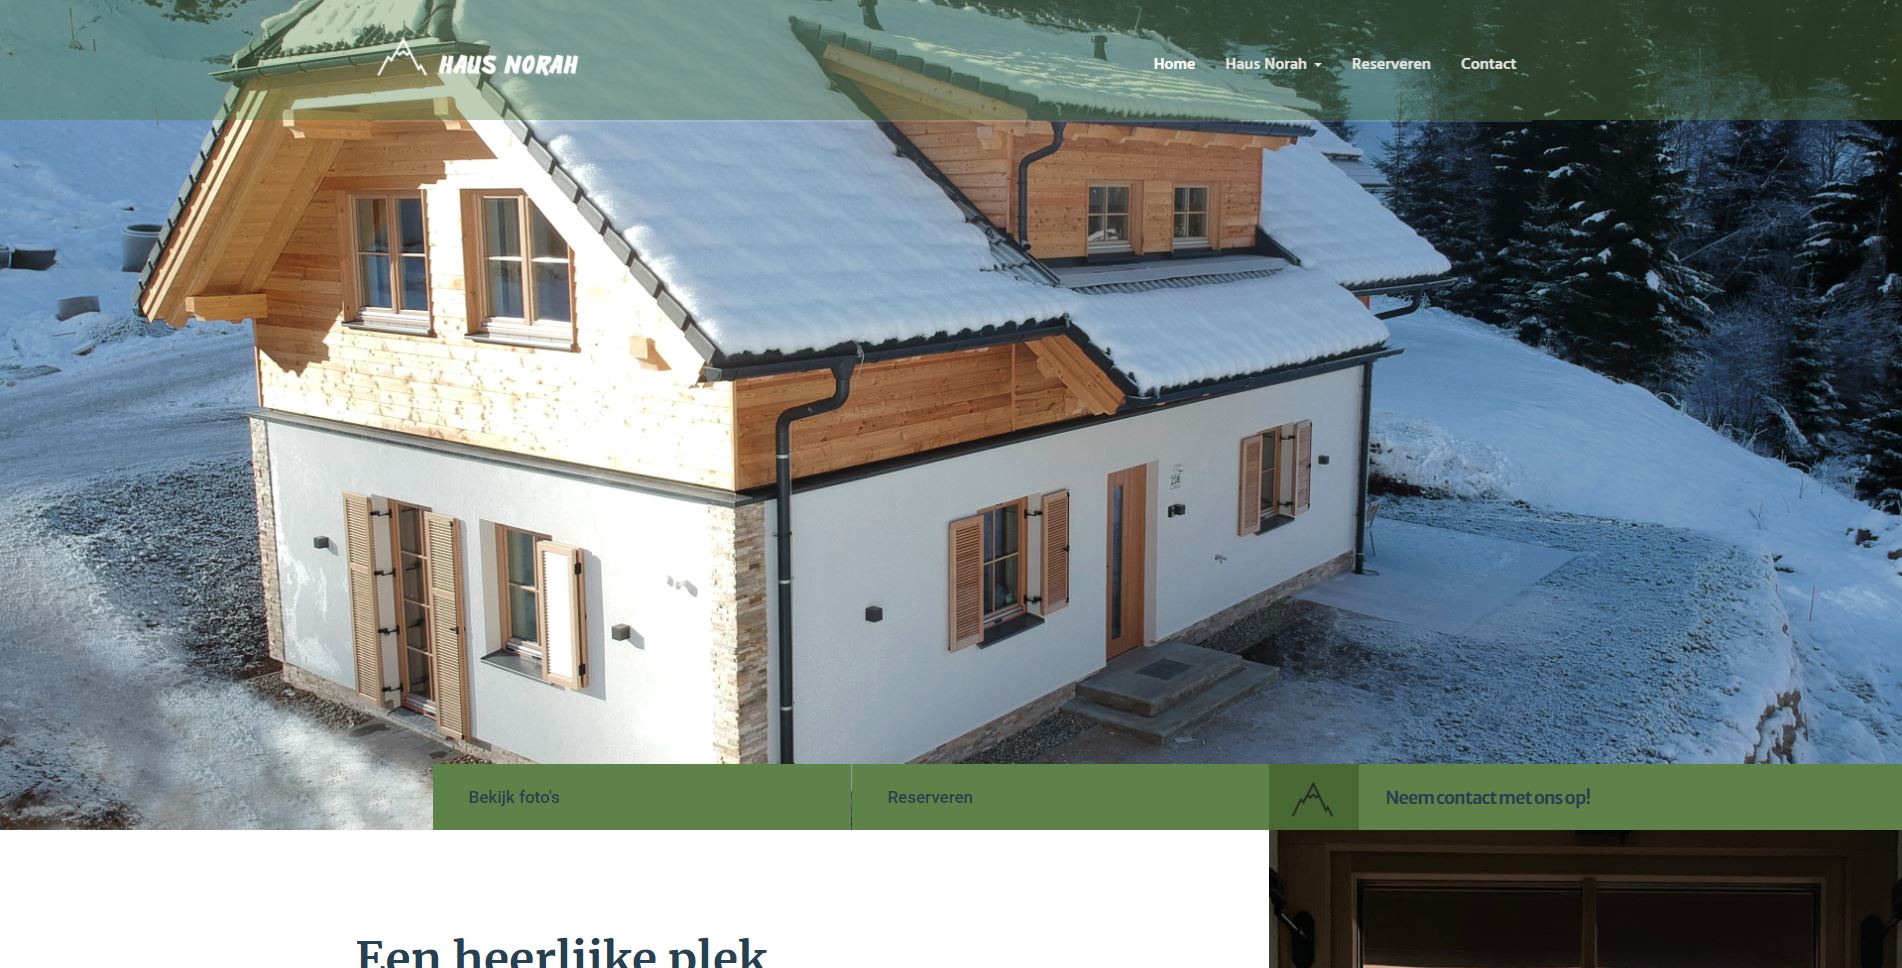 HAUS NORAH
Home
Haus Norah
Reserveren
Contact
Bekijk foto's
Reserveren
Neem contact met ons op!
Een heerlijke plek